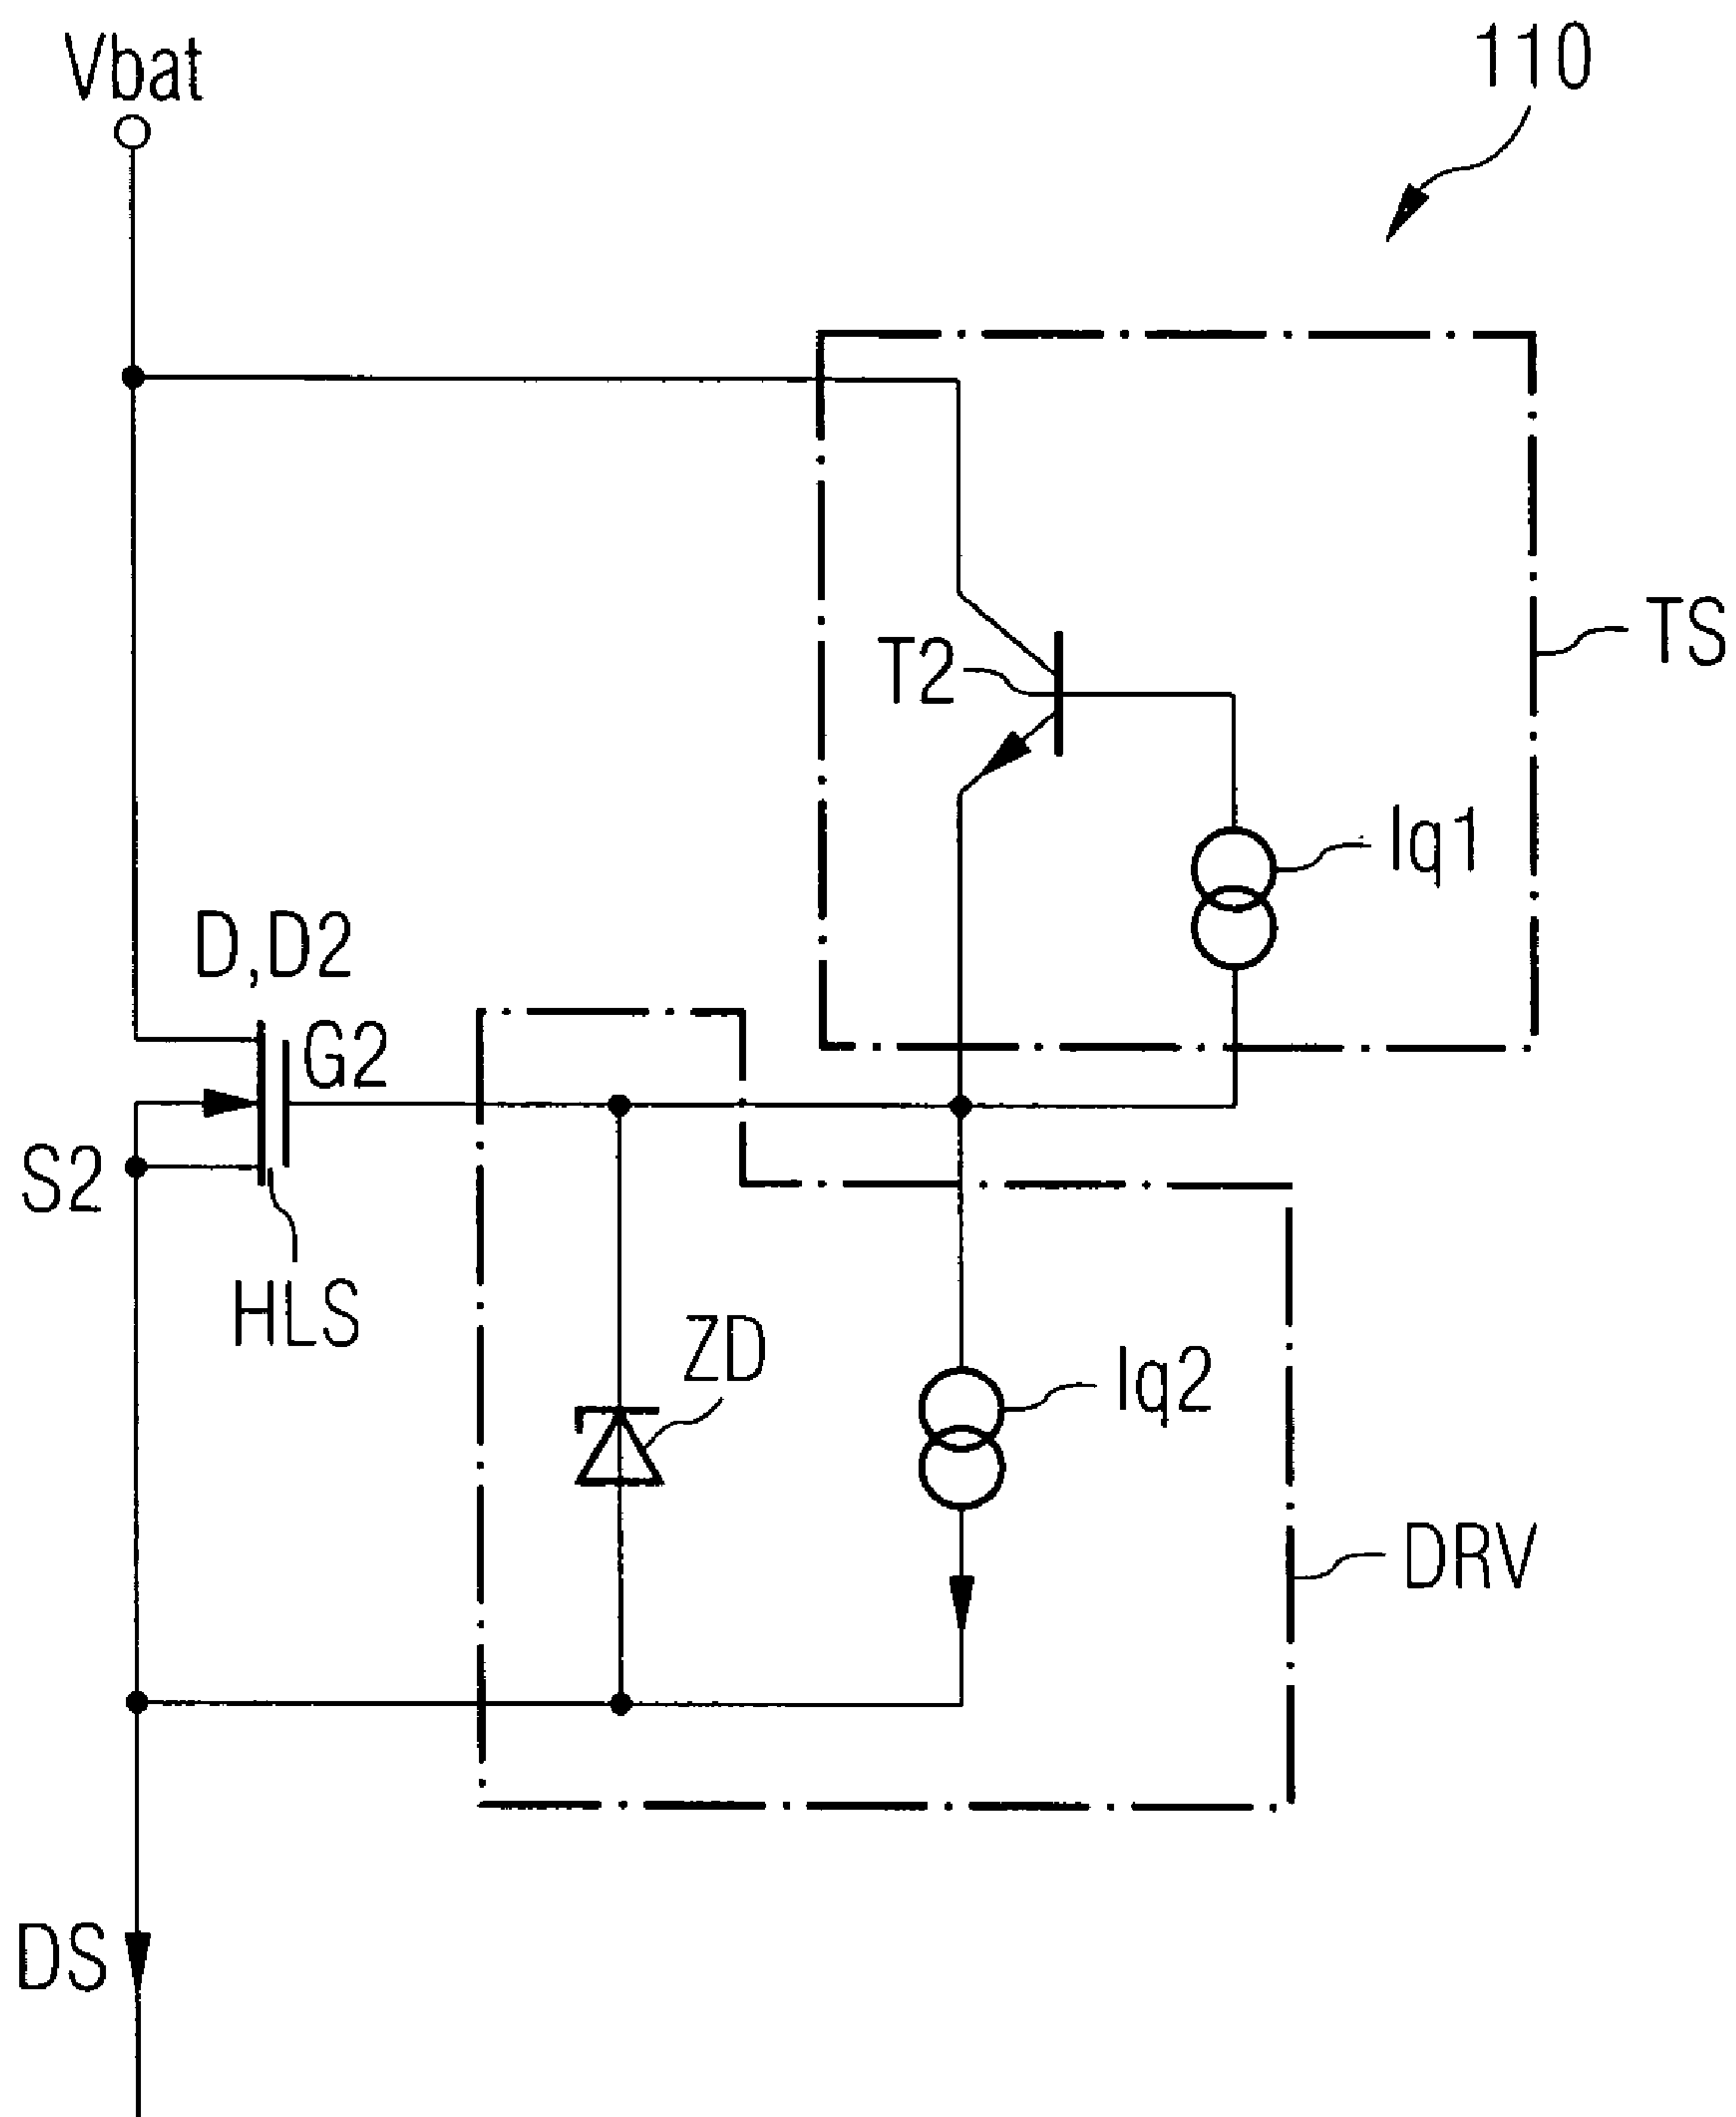 Vbat
110
TS
T2
Iq1
D,D2
G2
S2
HLS
ZD
Iq2
DRV
DS